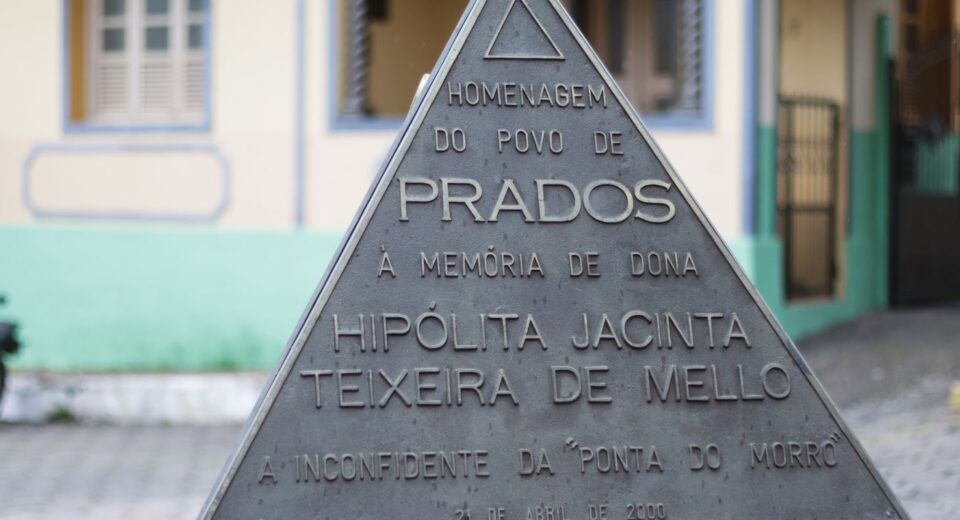 HOMENAGEM
DO POVO DE
PRADOS
À MEMÓRIA DE DONA
HIPÓLITA JACINTA
TEIXEIRA DE MELLO
A INCONFIDENTE DA "PONTA DO MORRO"
21 DE ABRIL DE 2000